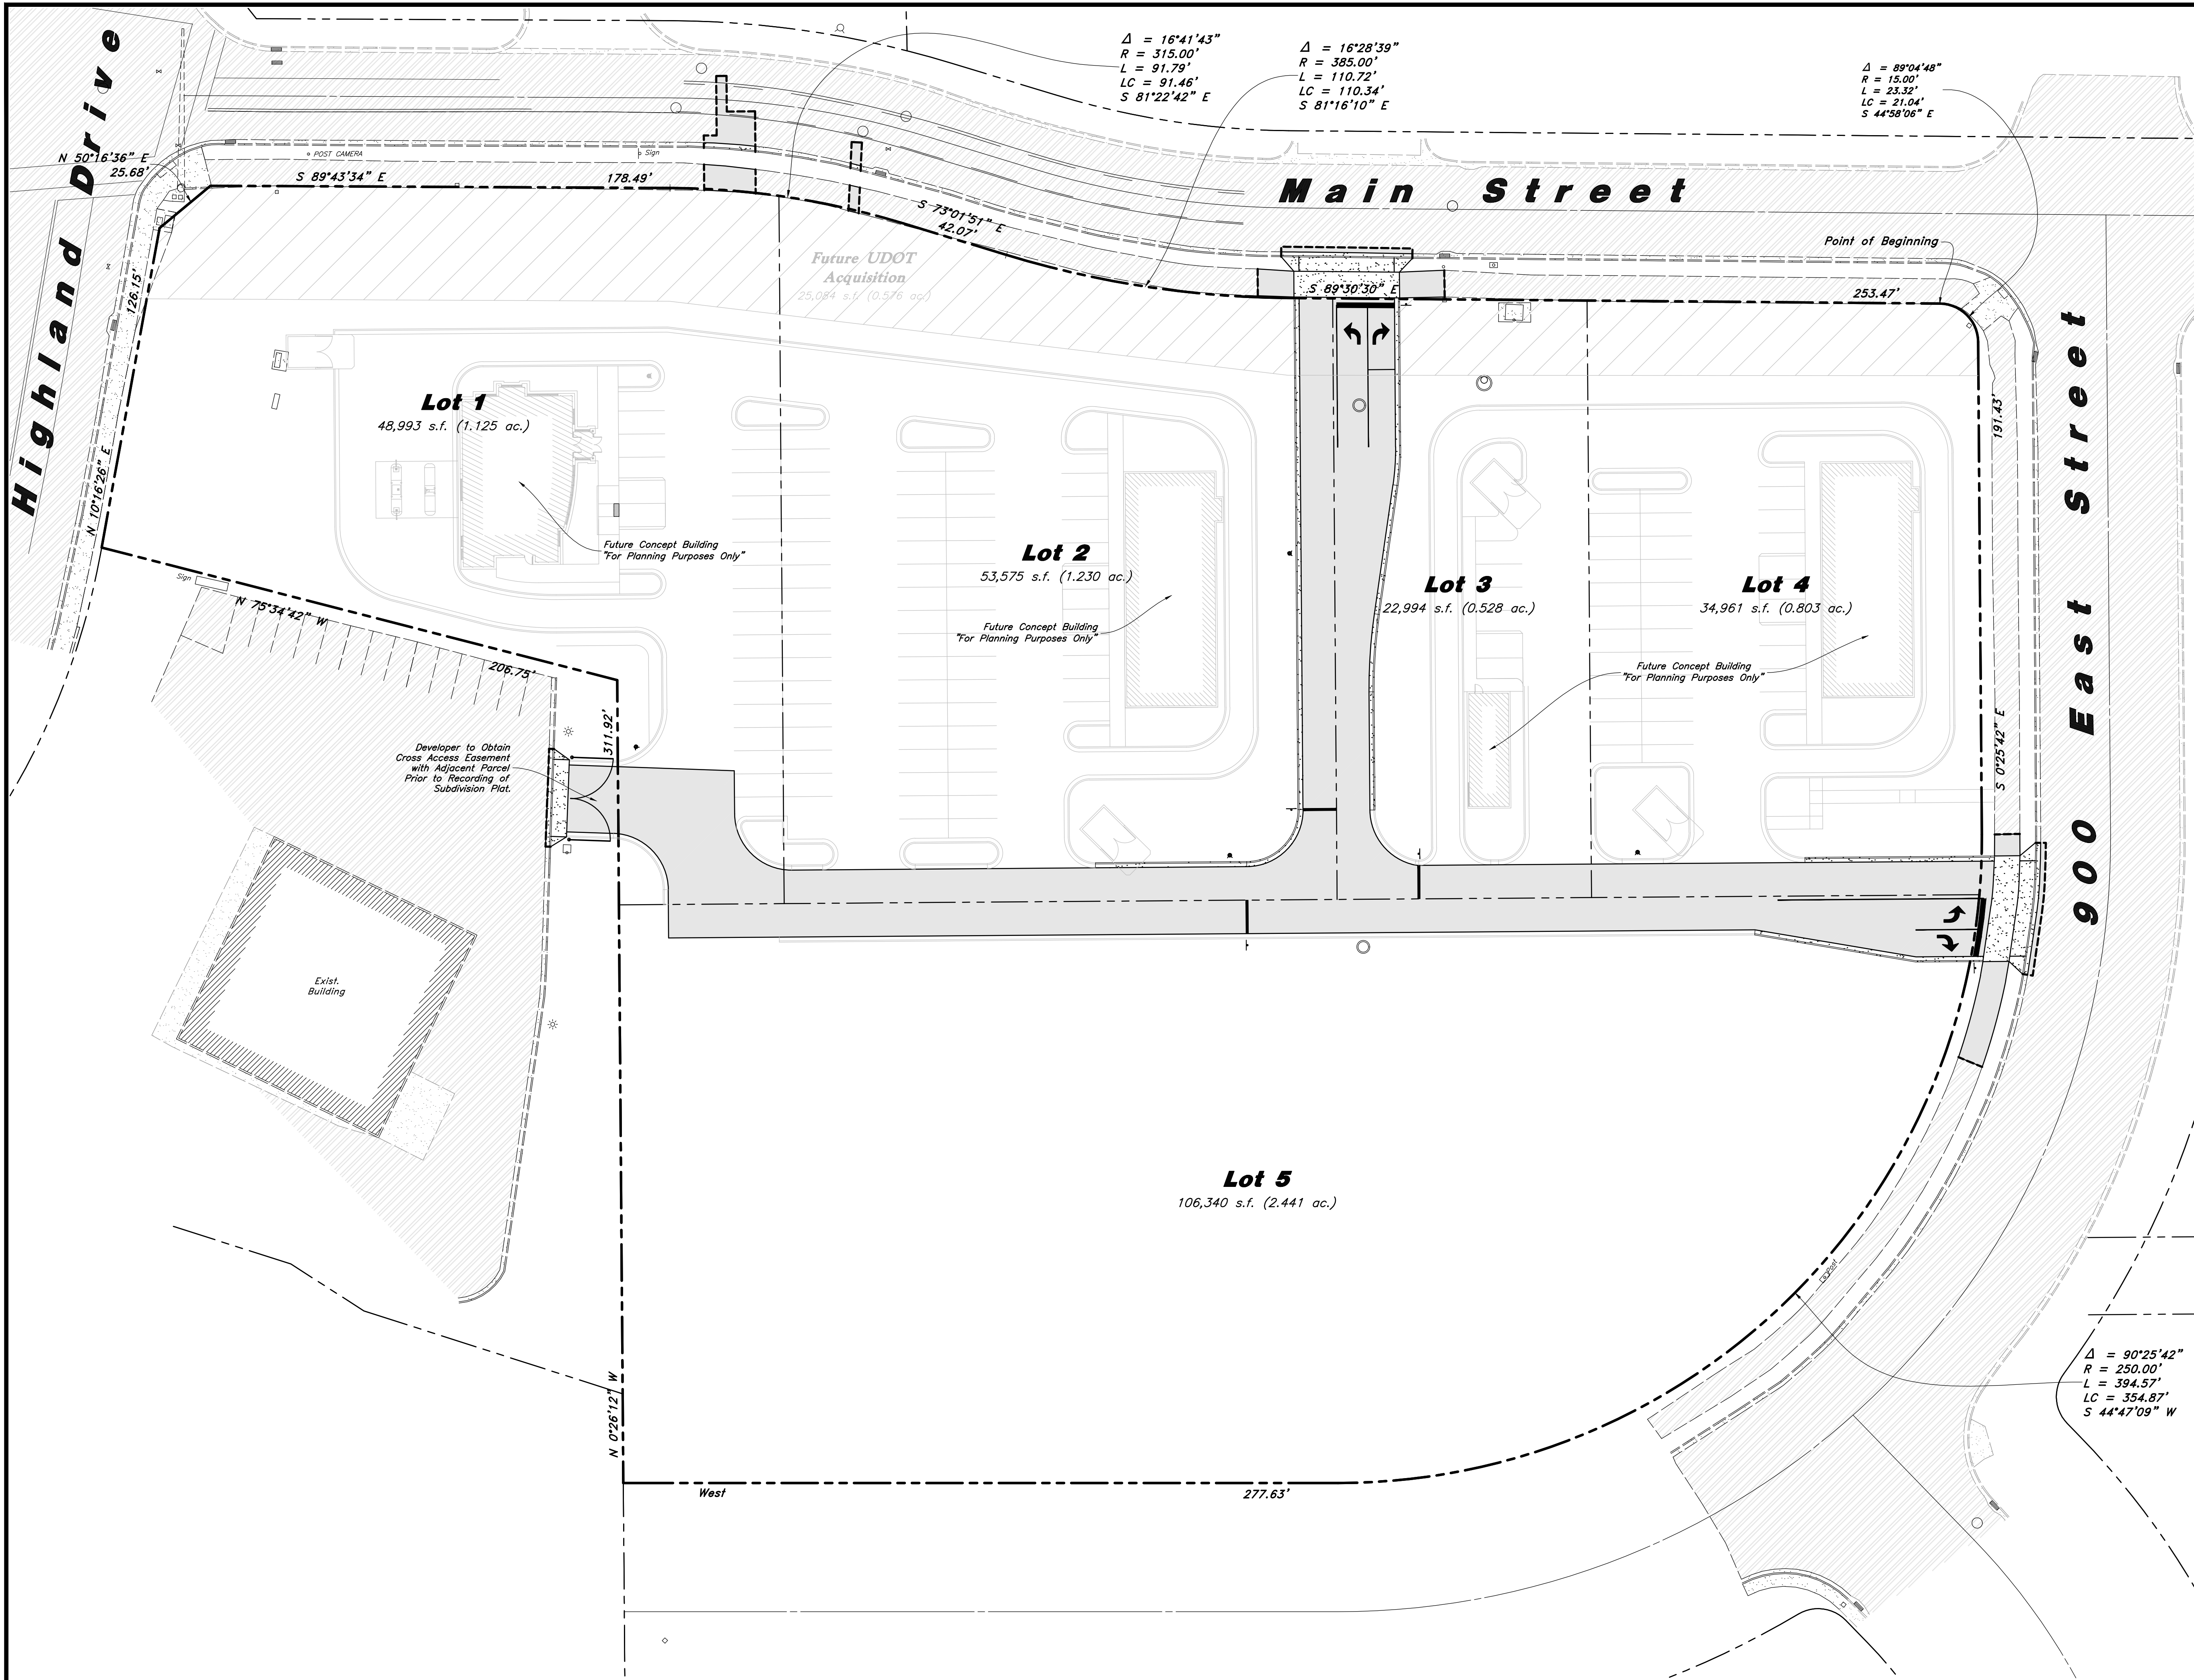 Highland Drive
Δ = 16°41'43"
R = 315.00'
L = 91.79'
LC = 91.46'
S 81°22'42" E
Δ = 16°28'39"
R = 385.00'
L = 110.72'
LC = 110.34'
S 81°16'10" E
Δ = 89°04'48"
R = 15.00'
L = 23.32'
LC = 21.04'
S 44°58'06" E
N 50°16'36" E
25.68'
POST CAMERA
Sign
S 89°43'34" E
178.49'
Main Street
S 73°01'51" E
42.07'
Point of Beginning
Future UDOT
Acquisition
25,084 s.f. (0.576 ac.)
S 89°30'30" E
253.47'
126.15'
N 10°16'26" E
Lot 1
48,993 s.f. (1.125 ac.)
191.43'
900 East Street
Future Concept Building
"For Planning Purposes Only"
Lot 2
53,575 s.f. (1.230 ac.)
Lot 3
22,994 s.f. (0.528 ac.)
Lot 4
34,961 s.f. (0.803 ac.)
Sign
N 75°34'42" W
206.75'
Future Concept Building
"For Planning Purposes Only"
Future Concept Building
"For Planning Purposes Only"
311.92'
S 0°25'42" E
Developer to Obtain
Cross Access Easement
with Adjacent Parcel
Prior to Recording of
Subdivision Plat.
Exist.
Building
Lot 5
106,340 s.f. (2.441 ac.)
Post
Δ = 90°25'42"
R = 250.00'
L = 394.57'
LC = 354.87'
S 44°47'09" W
N 0°26'12" W
West
277.63'